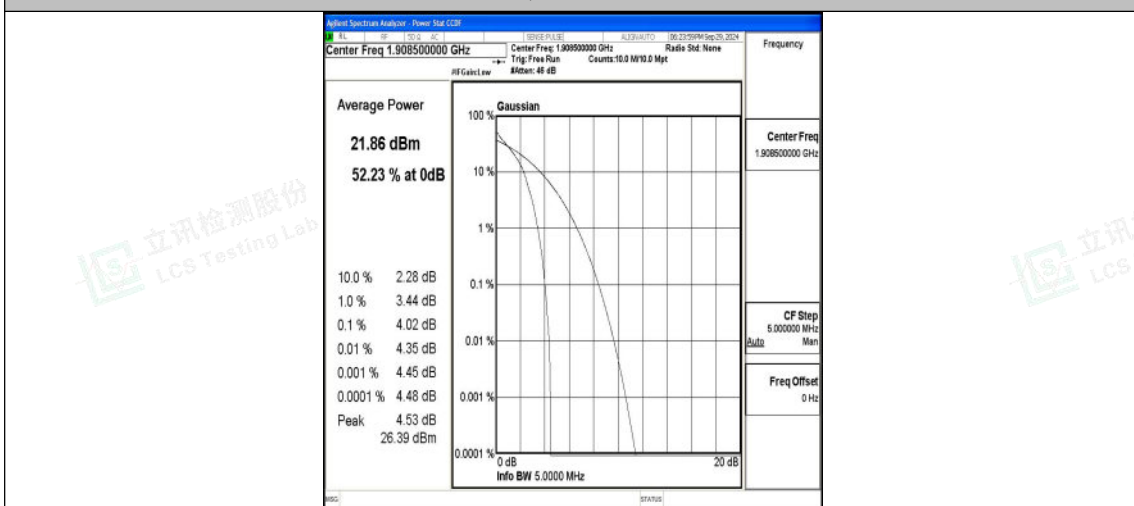 Agilent Spectrum Analyzer - Power Stat CCDF
RL RF 50 Ω AC SENSE:PULSE ALIGNAUTO 06:23:59PM Sep 29, 2024
Center Freq 1.908500000 GHz
Center Freq: 1.908500000 GHz Radio Std: None
Trig: Free Run Counts:10.0 M/10.0 Mpt
#IFGain:Low #Atten: 46 dB
Frequency
Average Power
21.86 dBm
52.23 % at 0dB
10.0 % 2.28 dB
1.0 % 3.44 dB
0.1 % 4.02 dB
0.01 % 4.35 dB
0.001 % 4.45 dB
0.0001 % 4.48 dB
Peak 4.53 dB
26.39 dBm
Gaussian
100 %
10 %
1 %
0.1 %
0.01 %
0.001 %
0.0001 %
0 dB 20 dB
Info BW 5.0000 MHz
Center Freq
1.908500000 GHz
CF Step
5.000000 MHz
Auto Man
Freq Offset
0 Hz
MSG STATUS
立讯检测股份
LCS Testing Lab
立讯
LCS